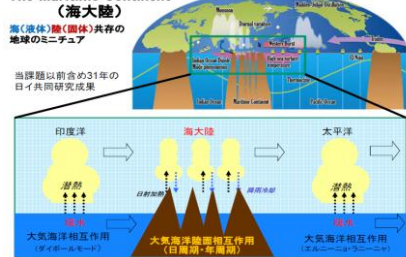 (海大陸)
海(液体)陸(固体)共存の
地球のミニチュア
当課題以前含め31年の
日イ共同研究成果
Monsoon
Indian Ocean
Maritime Continent
Pacific Ocean
印度洋
海大陸
太平洋
潜熱
日射加熱
降雨冷却
潜熱
暖水
暖水
大気海洋相互作用
(ダイポールモード)
大気海洋陸面相互作用
(日周期・年周期)
大気海洋相互作用
(エルニーニョ・ラニーニャ)